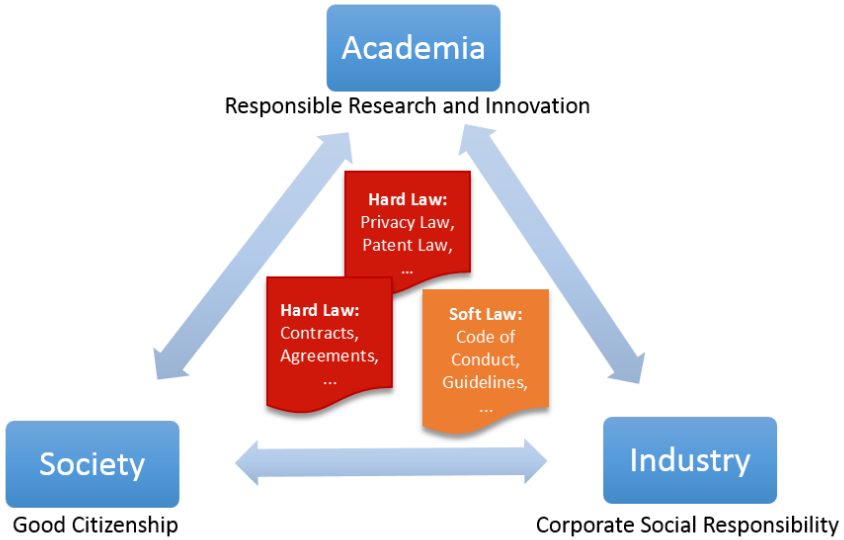 Academia
Responsible Research and Innovation
Hard Law:
Privacy Law,
Patent Law,
...
Hard Law:
Contracts,
Agreements,
...
Soft Law:
Code of
Conduct,
Guidelines,
...
Society
Good Citizenship
Industry
Corporate Social Responsibility